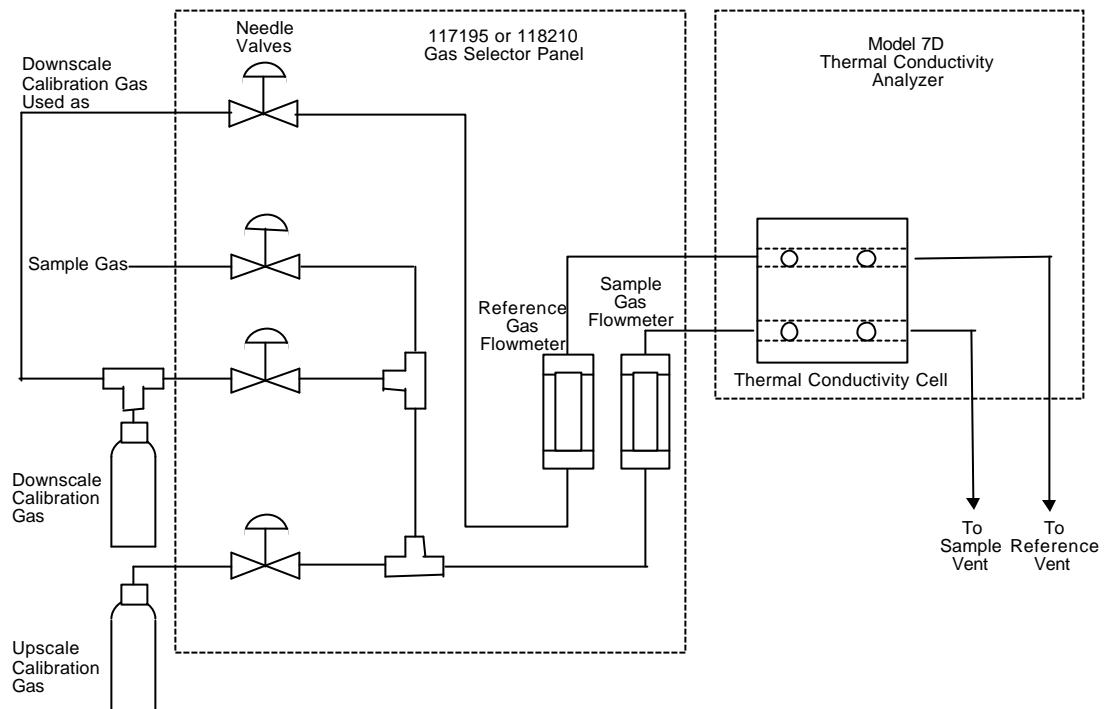 Needle
Valves
117195 or 118210
Gas Selector Panel
Model 7D
Thermal Conductivity
Analyzer
Downscale
Calibration Gas
Used as
Sample Gas
Reference
Gas
Flowmeter
Sample
Gas
Flowmeter
Thermal Conductivity Cell
Downscale
Calibration
Gas
To
Sample
Vent
To
Reference
Vent
Upscale
Calibration
Gas